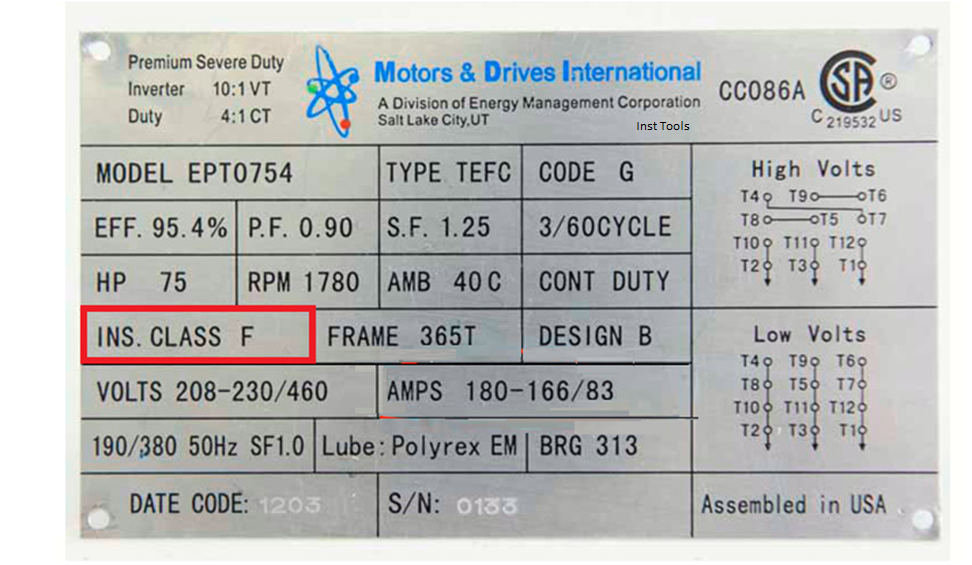 Premium Severe Duty
Inverter 10:1 VT
Duty 4:1 CT
Motors & Drives International
A Division of Energy Management Corporation
Salt Lake City,UT
Inst Tools
CC086A
SA ®
C 219532 US
MODEL EPT0754
TYPE TEFC
CODE G
EFF. 95.4%
P.F. 0.90
S.F. 1.25
3/60CYCLE
HP 75
RPM 1780
AMB 40C
CONT DUTY
INS. CLASS F
FRAME 365T
DESIGN B
VOLTS 208-230/460
AMPS 180-166/83
190/380 50Hz SF1.0
Lube: Polyrex EM
BRG 313
DATE CODE: 1203
S/N: 0133
High Volts
T4 T9 T6
T8 T5 T7
T10 T11 T12
T2 T3 T1
Low Volts
T4 T9 T6
T8 T5 T7
T10 T11 T12
T2 T3 T1
Assembled in USA